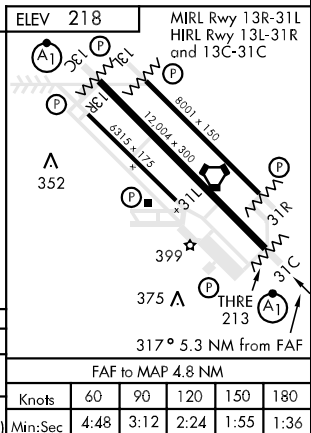 ELEV 218
MIRL Rwy 13R-31L
HIRL Rwy 13L-31R
and 13C-31C
A1
P
P
13C
13L
13R
8001 x 150
12,004 x 300
6315 x 175
352
P
P
31L
31R
399
31C
375
P
THRE
213
A1
317° 5.3 NM from FAF
FAF to MAP 4.8 NM
Knots 60 90 120 150 180
Min:Sec 4:48 3:12 2:24 1:55 1:36